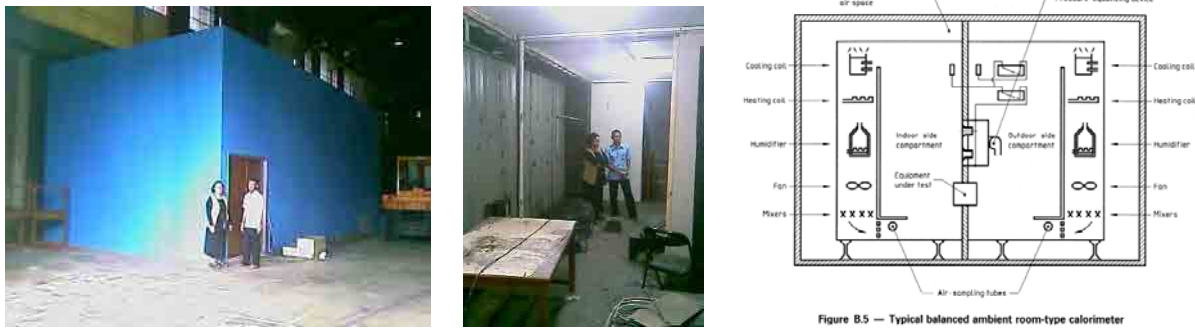 air space
Pressure equalizing device
Cooling coil
Cooling coil
Heating coil
Heating coil
Indoor side
compartment
Outdoor side
compartment
Humidifier
Humidifier
Equipment
under test
Fan
Fan
Mixers
Mixers
Air-sampling tubes
Figure B.5 — Typical balanced ambient room-type calorimeter